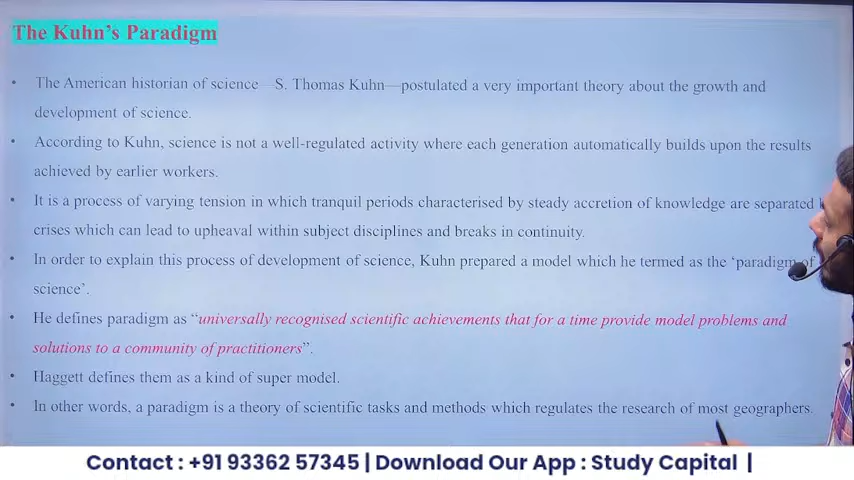 The Kuhn's Paradigm
• The American historian of science—S. Thomas Kuhn—postulated a very important theory about the growth and
development of science.
• According to Kuhn, science is not a well-regulated activity where each generation automatically builds upon the results
achieved by earlier workers.
• It is a process of varying tension in which tranquil periods characterised by steady accretion of knowledge are separated
crises which can lead to upheaval within subject disciplines and breaks in continuity.
• In order to explain this process of development of science, Kuhn prepared a model which he termed as the 'paradigm of
science'.
• He defines paradigm as "universally recognised scientific achievements that for a time provide model problems and
solutions to a community of practitioners".
• Haggett defines them as a kind of super model.
• In other words, a paradigm is a theory of scientific tasks and methods which regulates the research of most geographers.
Contact : +91 93362 57345 | Download Our App : Study Capital |